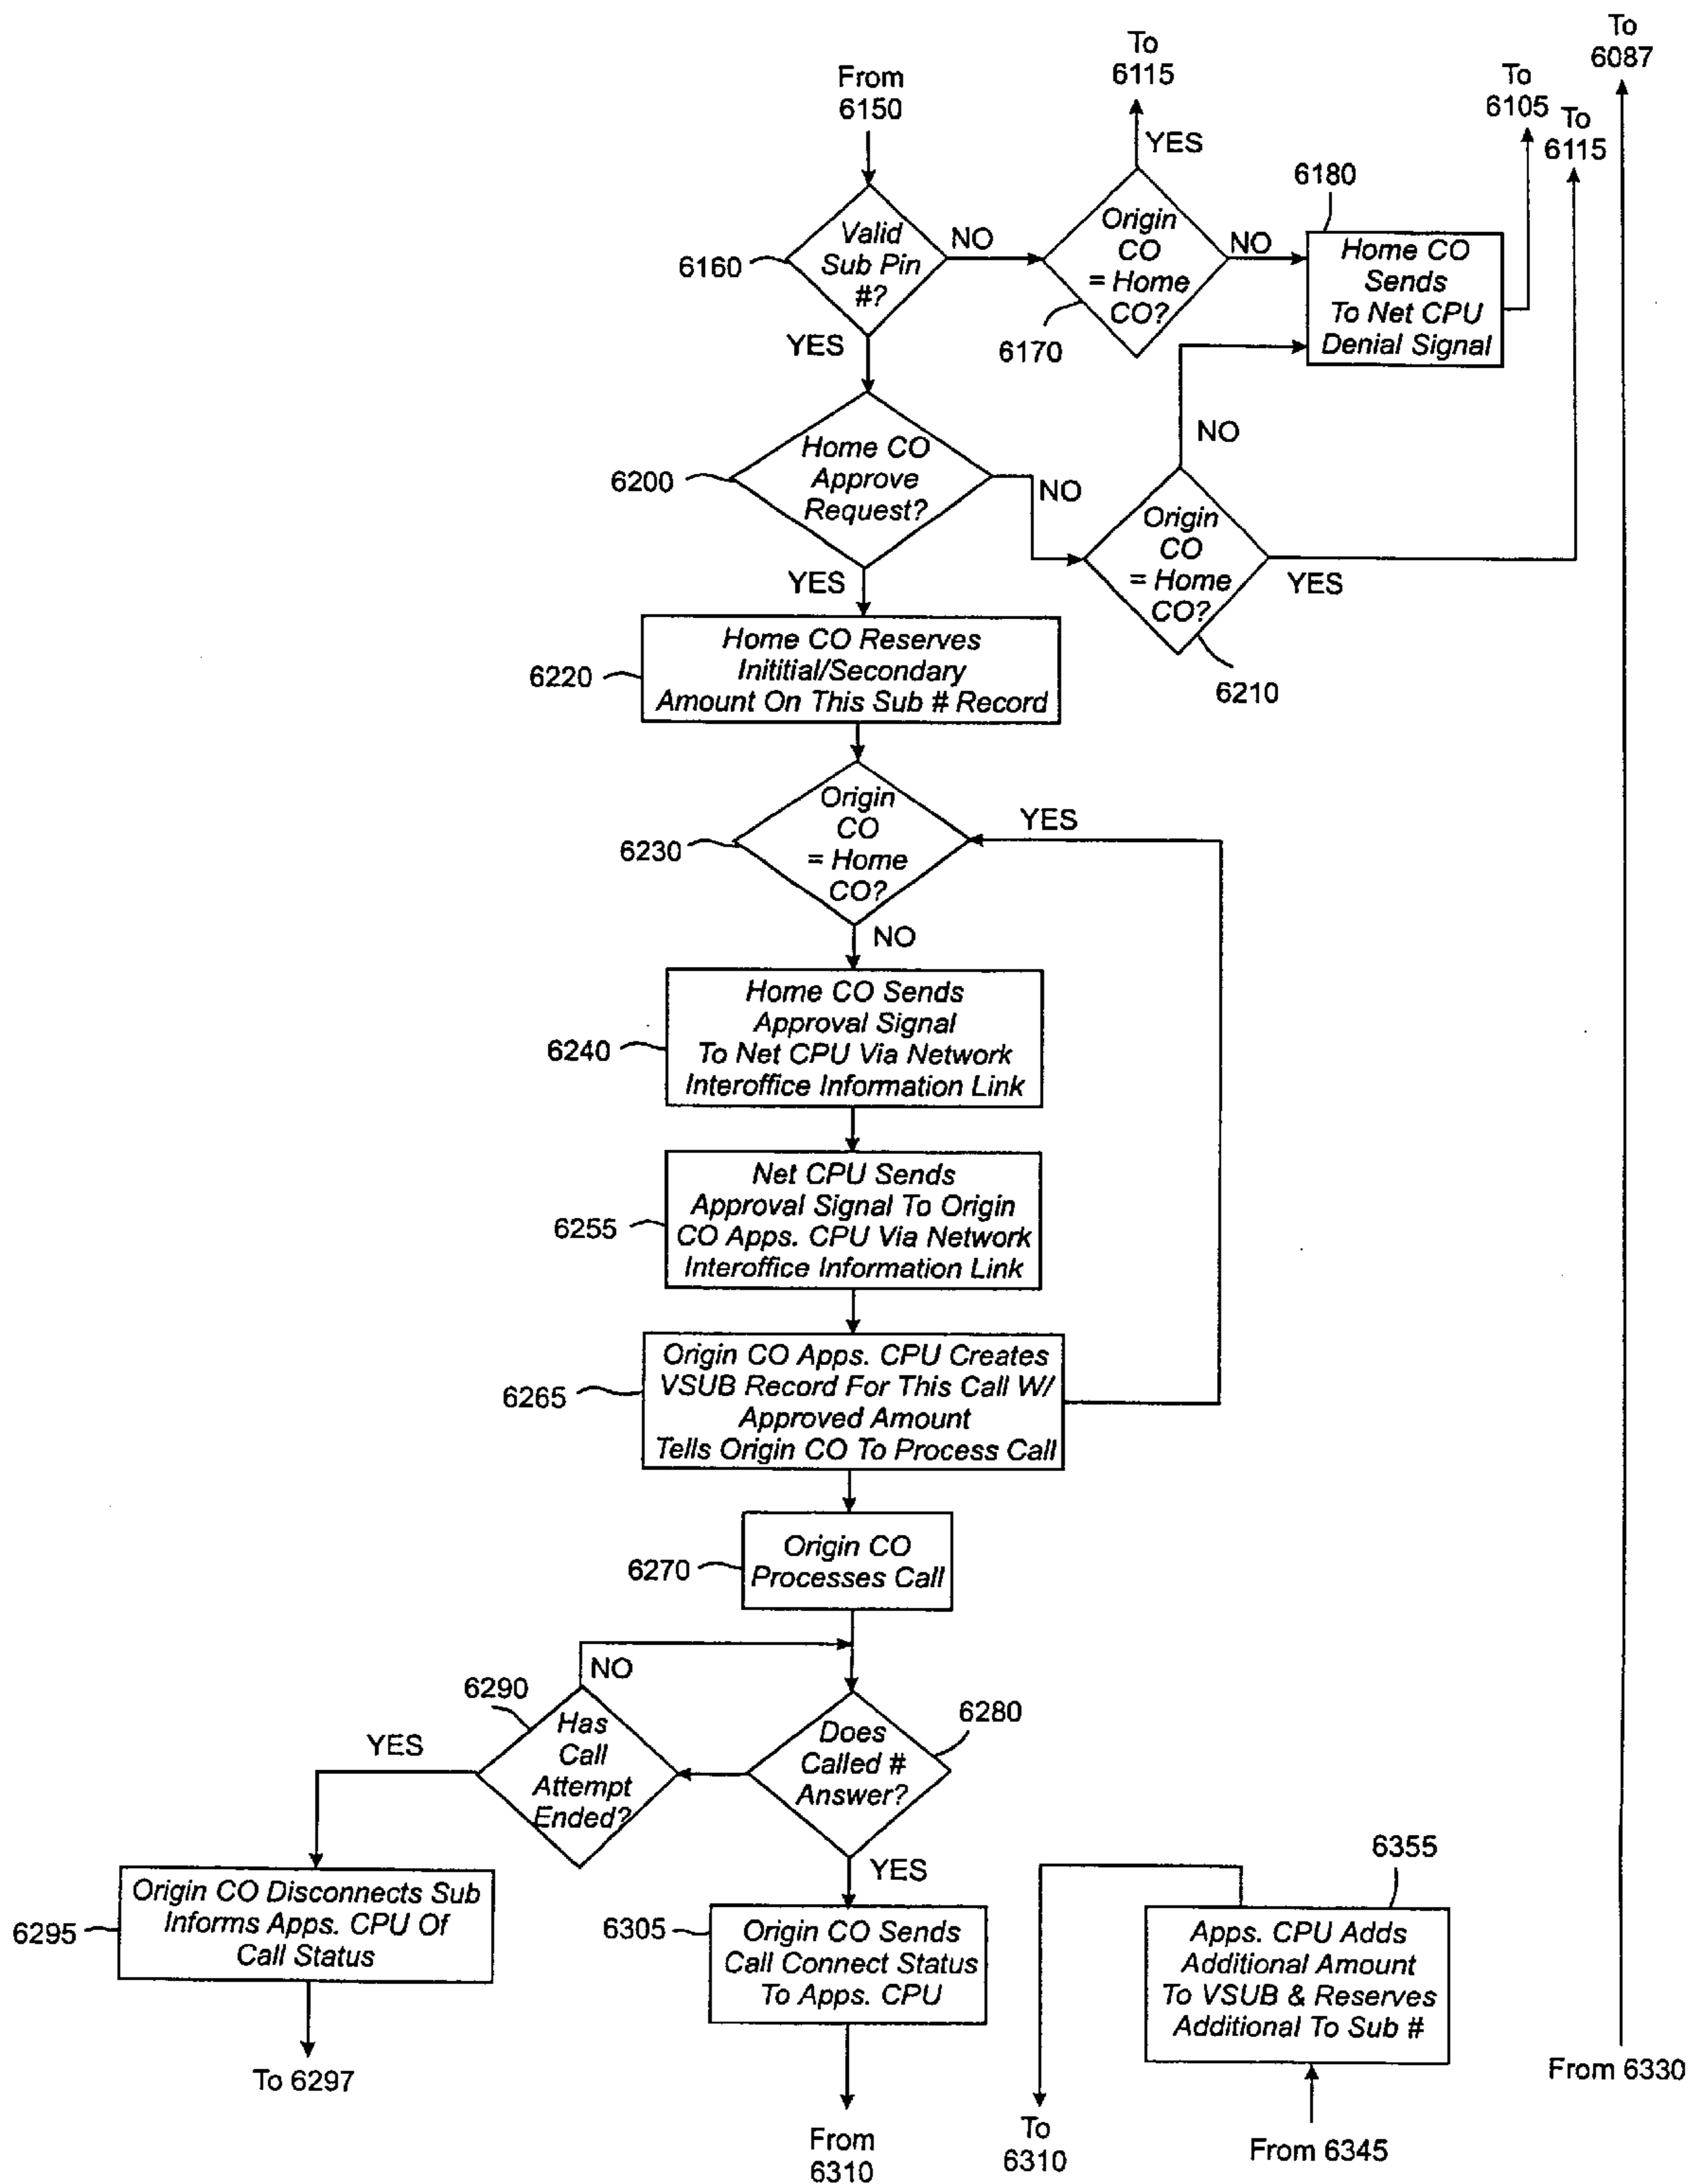 To
6087
To
6115
To
6105
To
6115
From
6150
YES
6180
Valid
Sub Pin
#?
6160
NO
Origin
CO
= Home
CO?
6170
NO
Home CO
Sends
To Net CPU
Denial Signal
YES
NO
Home CO
Approve
Request?
6200
NO
Origin
CO
= Home
CO?
YES
6210
YES
Home CO Reserves
Inititial/Secondary
Amount On This Sub # Record
6220
Origin
CO
= Home
CO?
6230
YES
NO
Home CO Sends
Approval Signal
To Net CPU Via Network
Interoffice Information Link
6240
Net CPU Sends
Approval Signal To Origin
CO Apps. CPU Via Network
Interoffice Information Link
6255
Origin CO Apps. CPU Creates
VSUB Record For This Call W/
Approved Amount
Tells Origin CO To Process Call
6265
Origin CO
Processes Call
6270
NO
6290
Has
Call
Attempt
Ended?
YES
Does
Called #
Answer?
6280
YES
Origin CO Disconnects Sub
Informs Apps. CPU Of
Call Status
6295
To 6297
6305
Origin CO Sends
Call Connect Status
To Apps. CPU
From
6310
6355
Apps. CPU Adds
Additional Amount
To VSUB & Reserves
Additional To Sub #
To
6310
From 6345
From 6330